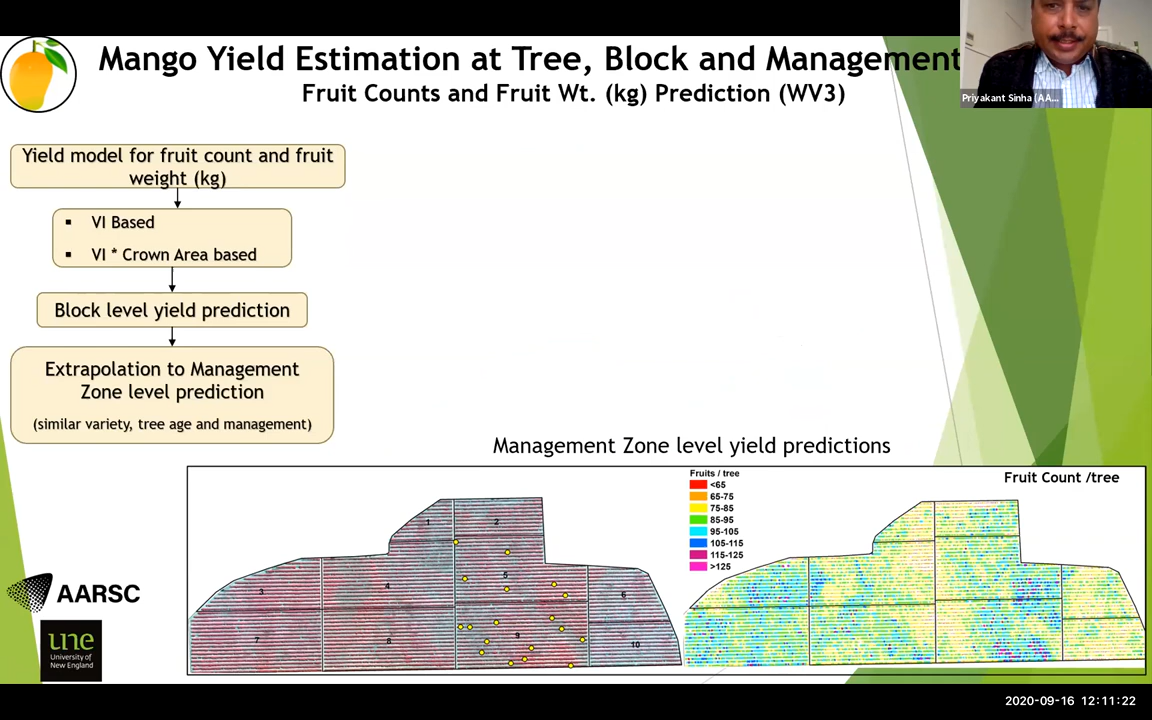 Mango Yield Estimation at Tree, Block and Management
Fruit Counts and Fruit Wt. (kg) Prediction (WV3)
Priyakant Sinha (AA...
Yield model for fruit count and fruit
weight (kg)
▪ VI Based
▪ VI * Crown Area based
Block level yield prediction
Extrapolation to Management
Zone level prediction
(similar variety, tree age and management)
Management Zone level yield predictions
Fruits / tree
<65
65-75
75-85
85-95
95-105
105-115
115-125
>125
Fruit Count /tree
1
2
3
4
5
6
7
8
9
10
AARSC
une
University of
New England
2020-09-16 12:11:22